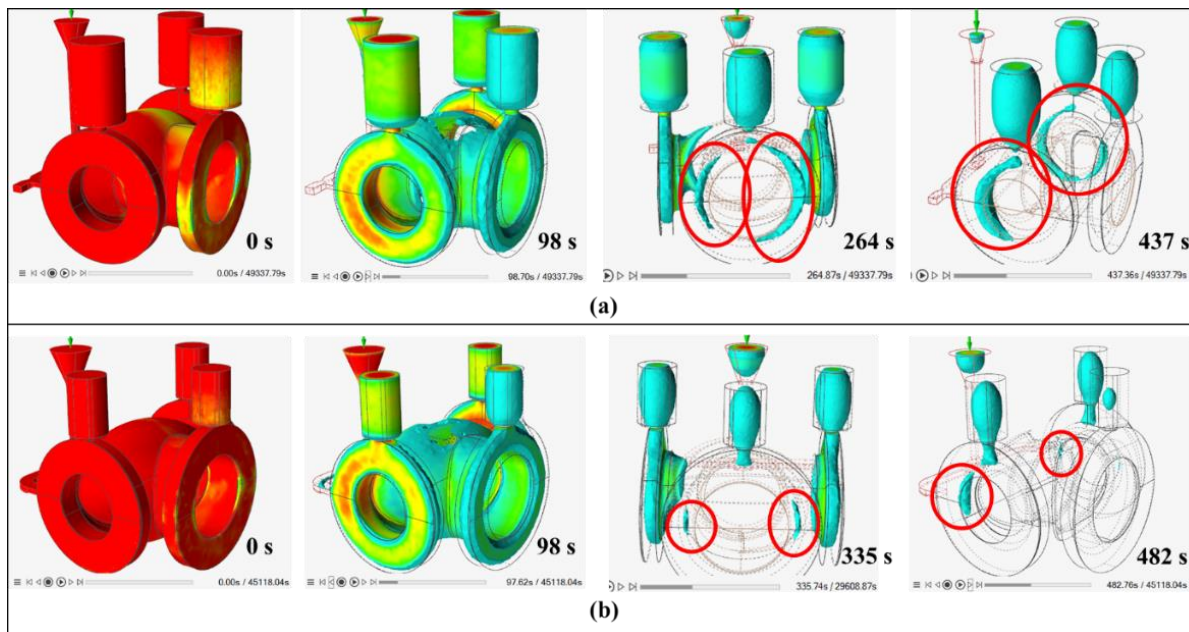 0 s
98 s
264 s
437 s
0.00s / 49337.79s
98.70s / 49337.79s
264.87s / 49337.79s
437.36s / 49337.79s
(a)
0 s
98 s
335 s
482 s
0.00s / 45118.04s
97.62s / 45118.04s
335.74s / 29608.87s
482.76s / 45118.04s
(b)